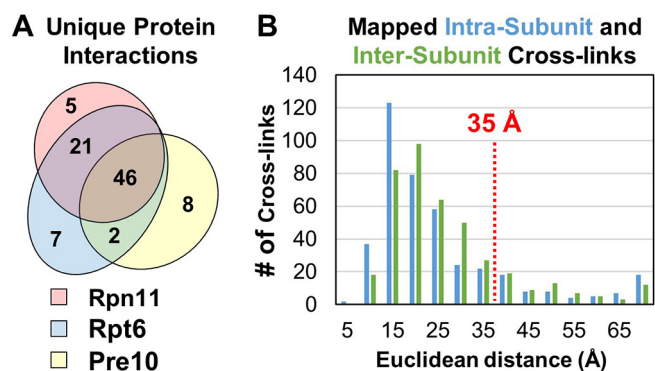 A Unique Protein
Interactions
5
21
46
8
7
2
Rpn11
Rpt6
Pre10
B Mapped Intra-Subunit and
Inter-Subunit Cross-links
# of Cross-links
140
120
100
80
60
40
20
0
35 Å
5 15 25 35 45 55 65
Euclidean distance (Å)